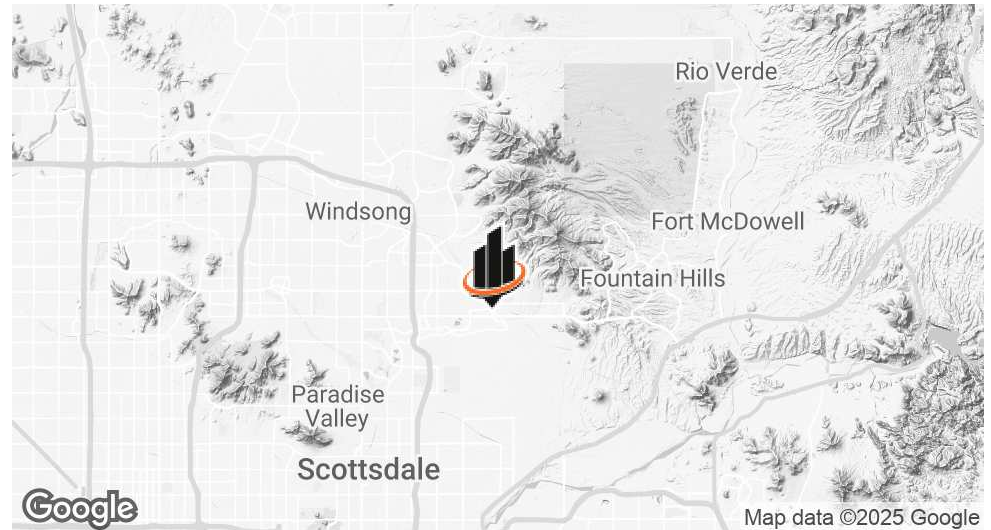 Rio Verde
Windsong
Fort McDowell
Fountain Hills
Paradise
Valley
Scottsdale
Google
Map data ©2025 Google